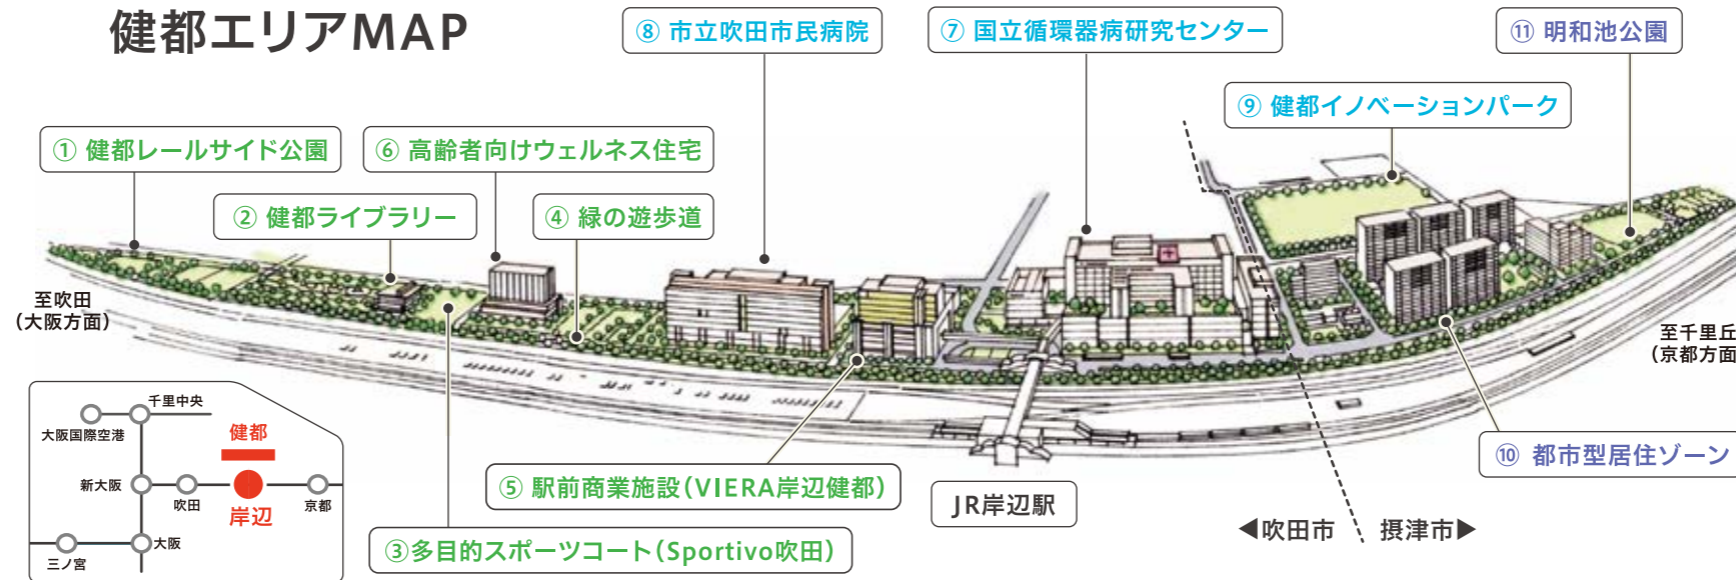 健都エリアMAP
⑧ 市立吹田市民病院
⑦ 国立循環器病研究センター
⑪ 明和池公園
⑨ 健都イノベーションパーク
① 健都レールサイド公園
⑥ 高齢者向けウェルネス住宅
② 健都ライブラリー
④ 緑の遊歩道
至吹田
(大阪方面)
至千里丘
(京都方面
⑩ 都市型居住ゾーン
⑤ 駅前商業施設(VIERA岸辺健都)
JR岸辺駅
◀吹田市
摂津市▶
③多目的スポーツコート(Sportivo吹田)
千里中央
大阪国際空港
健都
新大阪
吹田
岸辺
京都
大阪
三ノ宮